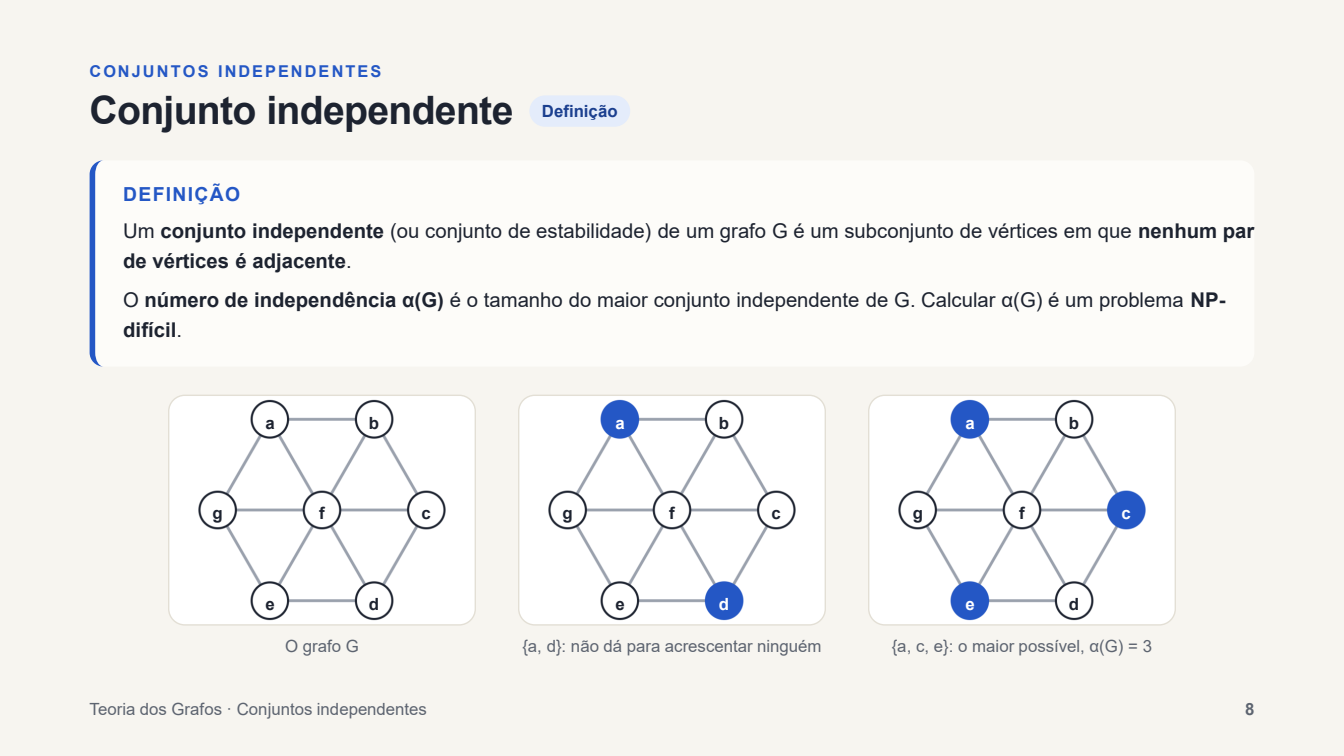 CONJUNTOS INDEPENDENTES
Conjunto independente Definição
DEFINIÇÃO
Um conjunto independente (ou conjunto de estabilidade) de um grafo G é um subconjunto de vértices em que nenhum par
de vértices é adjacente.
O número de independência α(G) é o tamanho do maior conjunto independente de G. Calcular α(G) é um problema NP-
difícil.
a b
g f c
e d
O grafo G
a b
g f c
e d
{a, d}: não dá para acrescentar ninguém
a b
g f c
e d
{a, c, e}: o maior possível, α(G) = 3
Teoria dos Grafos · Conjuntos independentes 8